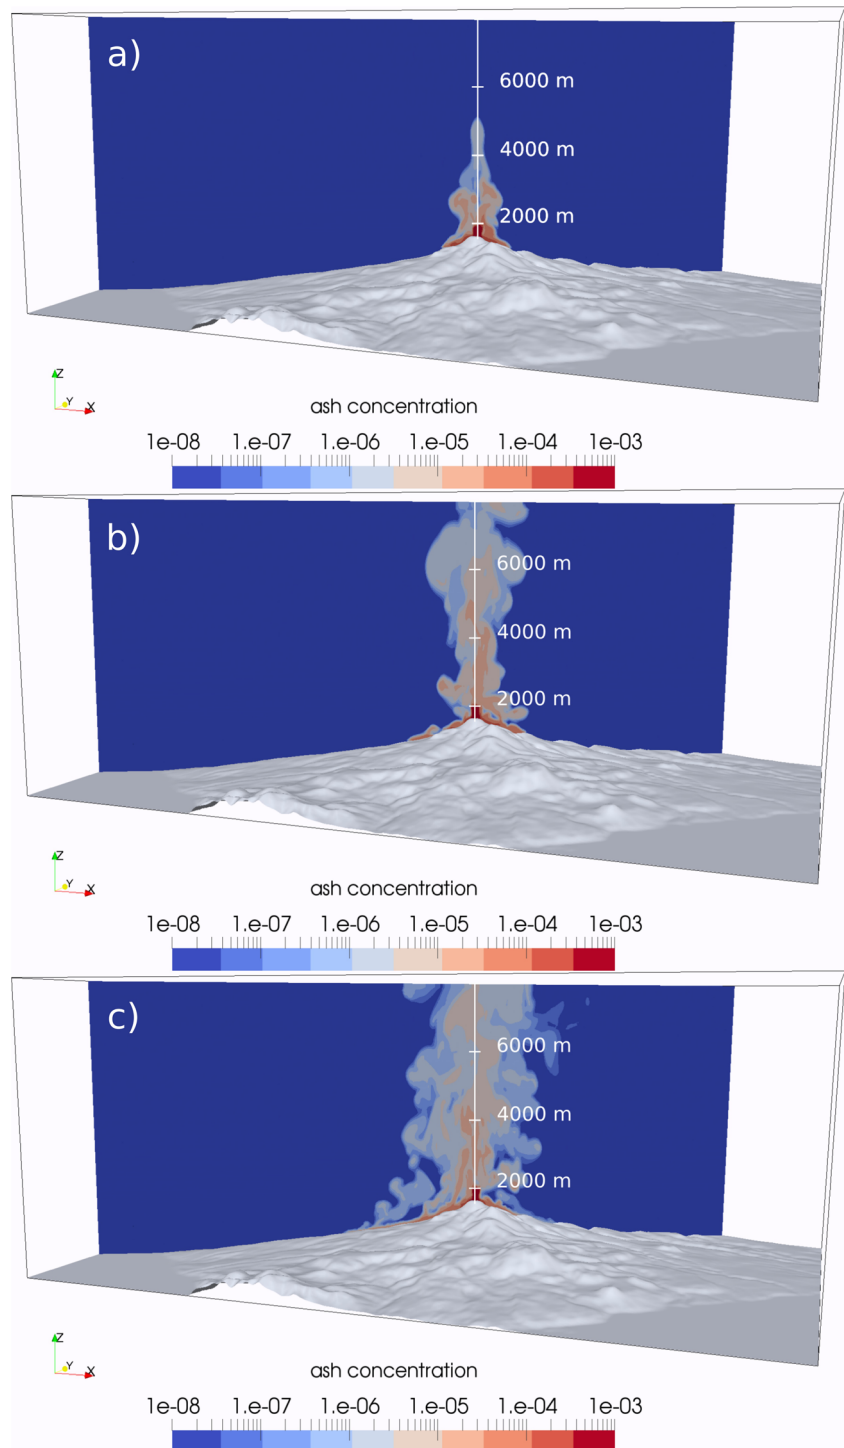 a)
6000 m
4000 m
2000 m
Z
Y X
ash concentration
1e-08 1.e-07 1.e-06 1.e-05 1.e-04 1e-03
b)
6000 m
4000 m
2000 m
Z
Y X
ash concentration
1e-08 1.e-07 1.e-06 1.e-05 1.e-04 1e-03
c)
6000 m
4000 m
2000 m
Z
Y X
ash concentration
1e-08 1.e-07 1.e-06 1.e-05 1.e-04 1e-03